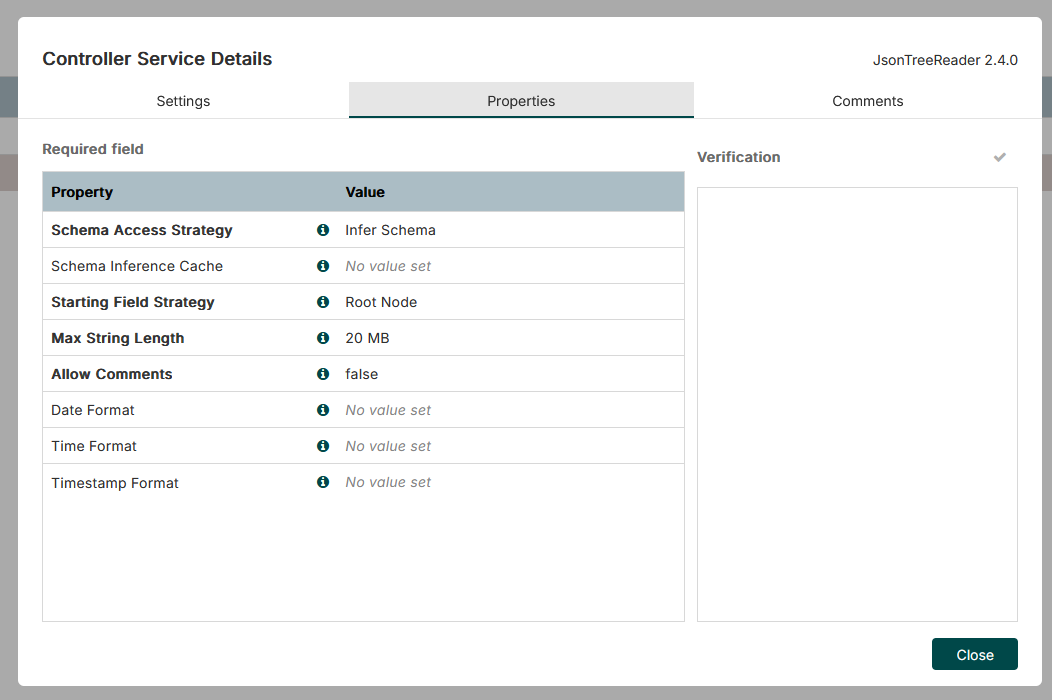 Controller Service Details
JsonTreeReader 2.4.0
Settings
Properties
Comments
Required field
Property Value
Schema Access Strategy Infer Schema
Schema Inference Cache No value set
Starting Field Strategy Root Node
Max String Length 20 MB
Allow Comments false
Date Format No value set
Time Format No value set
Timestamp Format No value set
Verification
Close